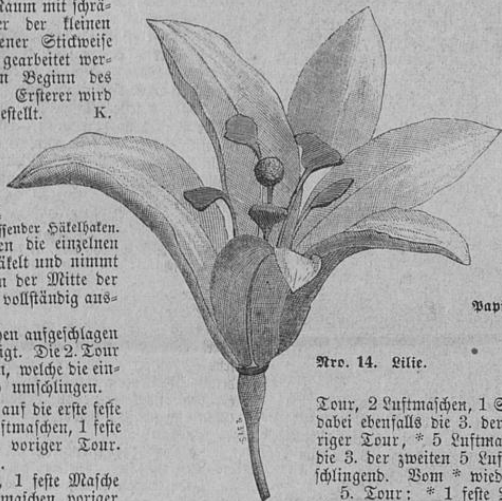 Raum mit schrä-
er der kleinen
ener Stickweise
gearbeitet wer-
n Beginn des
Ersterer wird
estellt. K.
ffender Häkelhaken.
en die einzelnen
äkelt und nimmt
n der Mitte der
vollständig aus-
hen aufgeschlagen
igt. Die 2. Tour
n, welche die ein-
umschlingen.
auf die erste feste
ftmaschen, 1 feste
voriger Tour.
, 1 feste Masche
maschen voriger
Pap
Nro. 14. Lilie.
Tour, 2 Luftmaschen, 1 S
dabei ebenfalls die 3. der
riger Tour, * 5 Luftma
die 3. der zweiten 5 Luf
schlingend. Vom * wied
5. Tour: * 1 feste